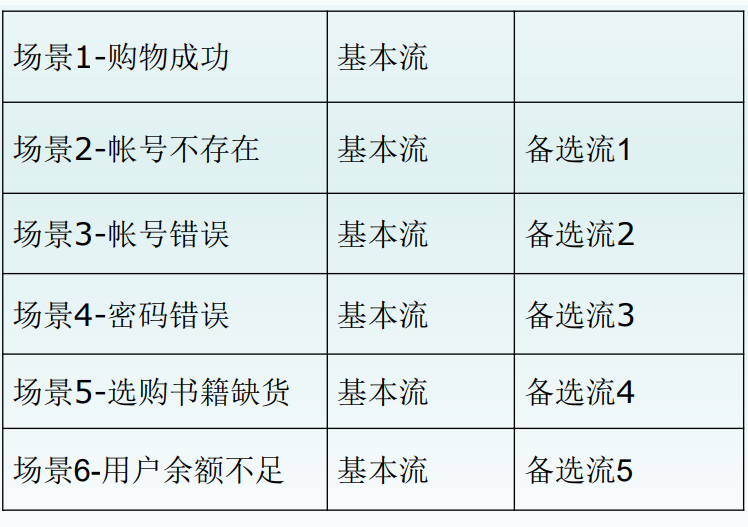 场景1-购物成功 基本流
场景2-帐号不存在 基本流 备选流1
场景3-帐号错误 基本流 备选流2
场景4-密码错误 基本流 备选流3
场景5-选购书籍缺货 基本流 备选流4
场景6-用户余额不足 基本流 备选流5